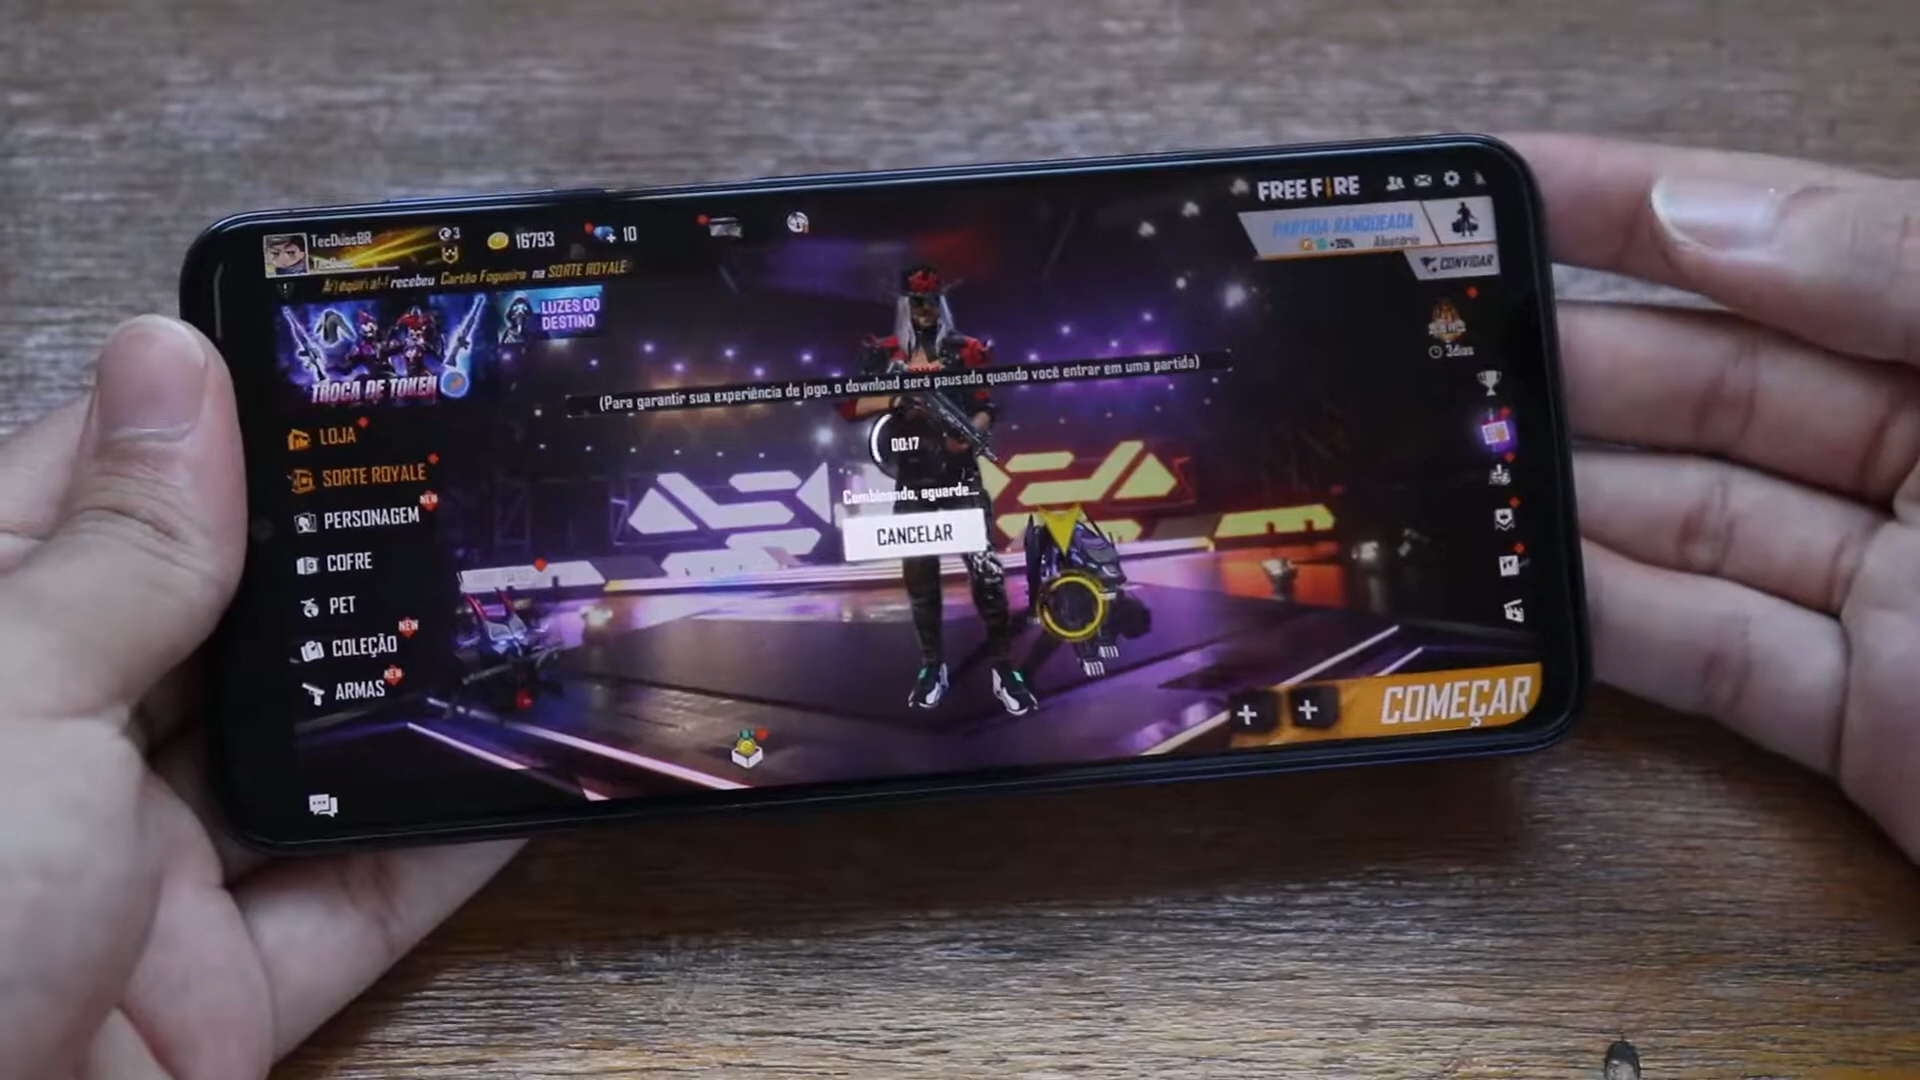 TecDuosBR
3
16793
10
FREE FIRE
recebeu Cartão Fogueira na SORTE ROYALE
PARTIDA RANQUEADA
Aleatório
CONVIDAR
TROCA DE TOKEN
LUZES DO
DESTINO
3dias
(Para garantir sua experiência de jogo, o download será pausado quando você entrar em uma partida)
LOJA
00:17
SORTE ROYALE
Combinando, aguarde...
NEW
PERSONAGEM
CANCELAR
COFRE
PET
NEW
COLEÇÃO
NEW
ARMAS
+ +
COMEÇAR